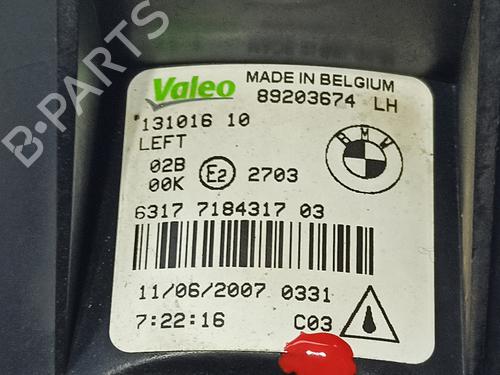 B-PARTS
Valeo MADE IN BELGIUM
89203674 LH
131016 10
LEFT
02B
00K
E2 2703
BMW
6317 7184317 03
11/06/2007 0331
7:22:16 C03